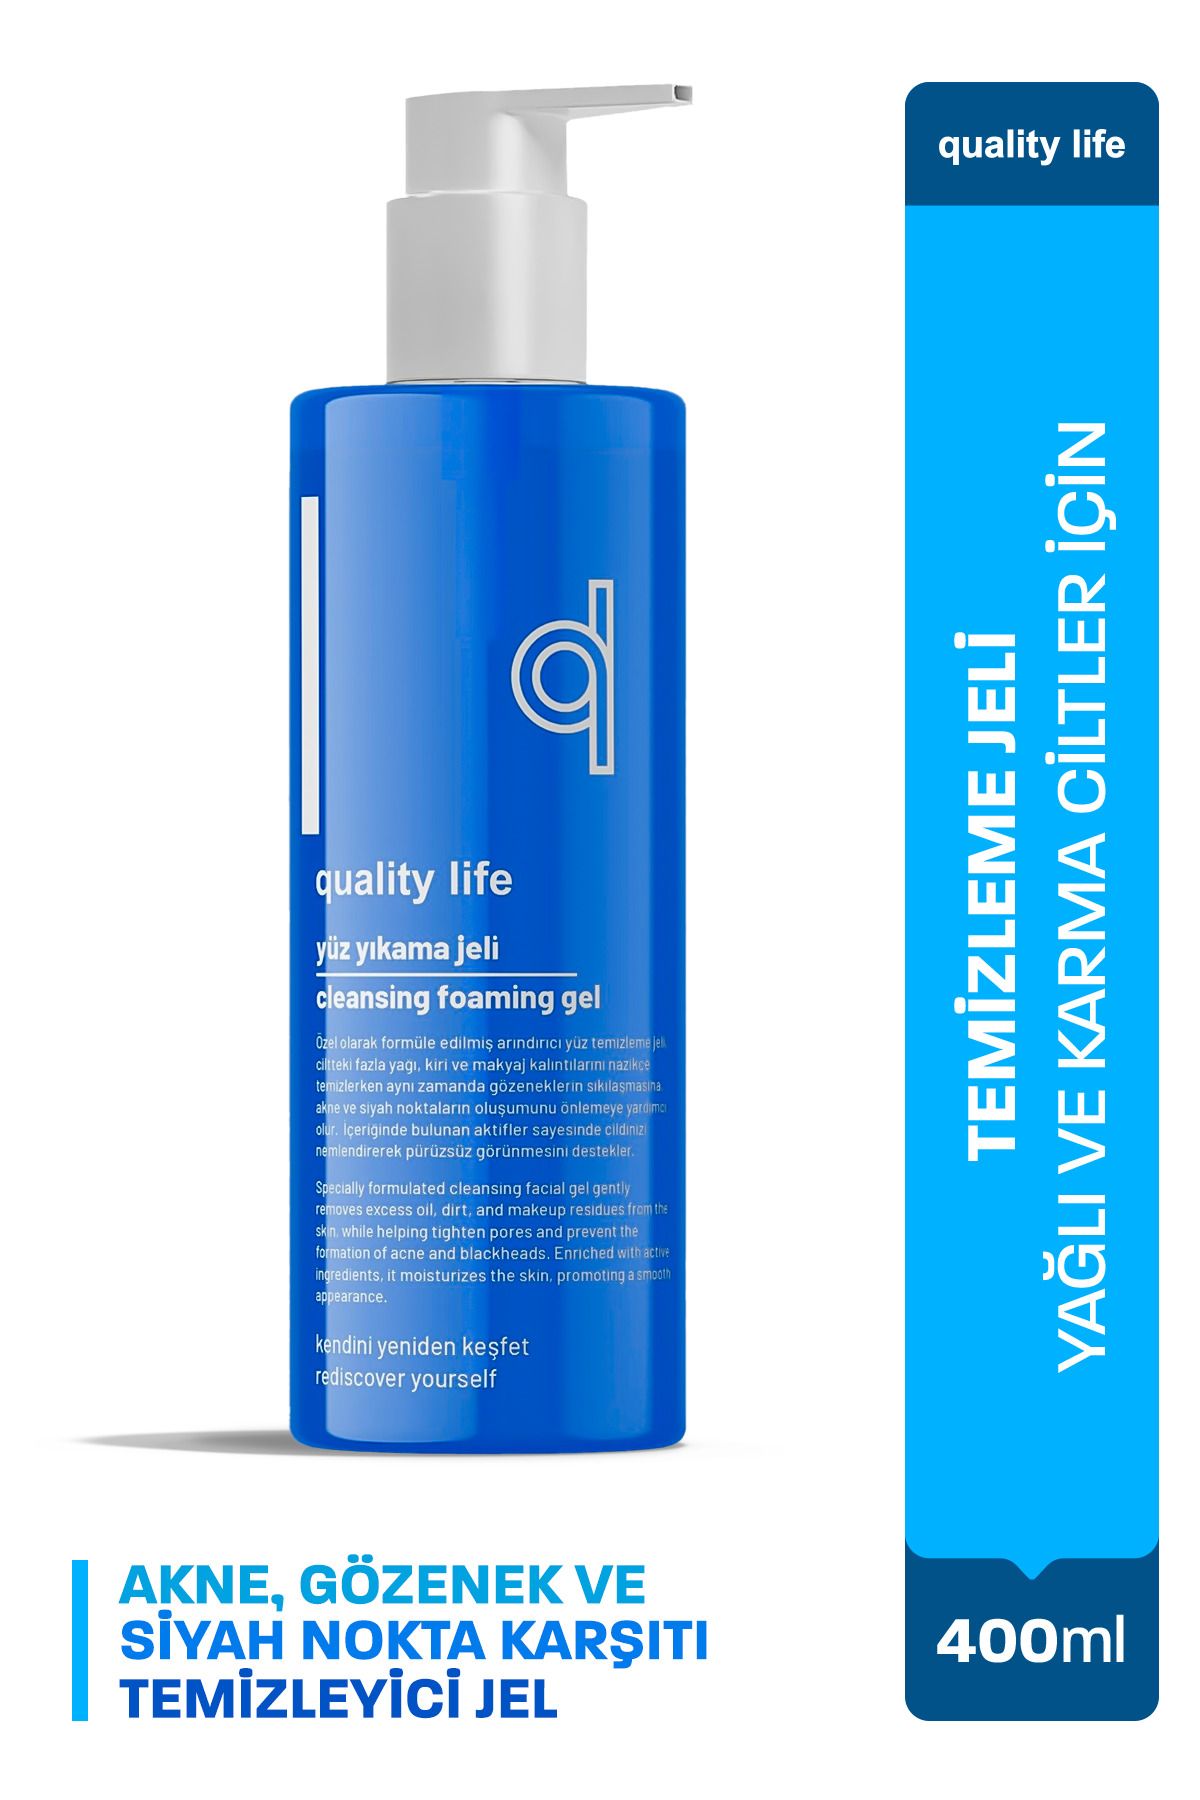 quality life
yüz yıkama jeli
cleansing foaming gel
Özel olarak formüle edilmiş arındırıcı yüz temizleme jeli,
ciltteki fazla yağı, kiri ve makyaj kalıntılarını nazikçe
temizlerken aynı zamanda gözeneklerin sıkılaşmasına,
akne ve siyah noktaların oluşumunu önlemeye yardımcı
olur. İçeriğinde bulunan aktifler sayesinde cildinizi
nemlendirerek pürüzsüz görünmesini destekler.
Specially formulated cleansing facial gel gently
removes excess oil, dirt, and makeup residues from the
skin, while helping tighten pores and prevent the
formation of acne and blackheads. Enriched with active
ingredients, it moisturizes the skin, promoting a smooth
appearance.
kendini yeniden keşfet
rediscover yourself
AKNE, GÖZENEK VE
SİYAH NOKTA KARŞITI
TEMİZLEYİCİ JEL
quality life
TEMİZLEME JELİ
YAĞLI VE KARMA CİLTLER İÇİN
400ml